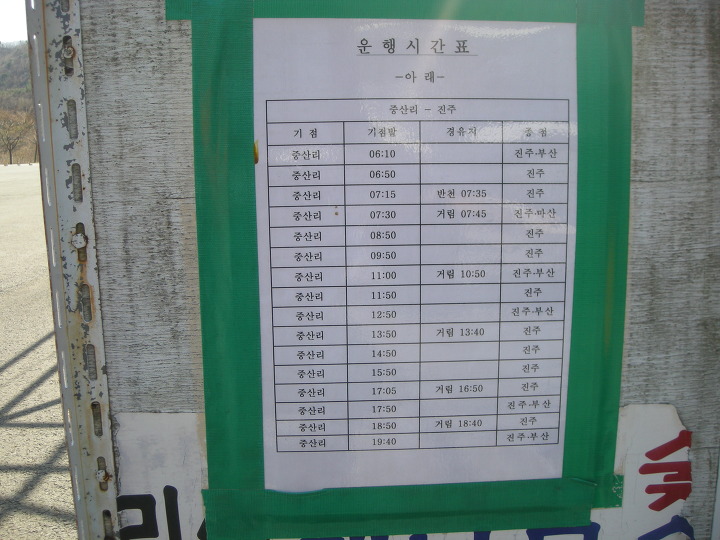 운 행 시 간 표
-아 래-
중산리 - 진주
기 점 기점발 경유지 종 점
중산리 06:10 진주·부산
중산리 06:50 진주
중산리 07:15 반천 07:35 진주
중산리 07:30 거림 07:45 진주·마산
중산리 08:50 진주
중산리 09:50 진주
중산리 11:00 거림 10:50 진주·부산
중산리 11:50 진주
중산리 12:50 진주·부산
중산리 13:50 거림 13:40 진주
중산리 14:50 진주
중산리 15:50 진주
중산리 17:05 거림 16:50 진주
중산리 17:50 진주·부산
중산리 18:50 거림 18:40 진주
중산리 19:40 진주·부산